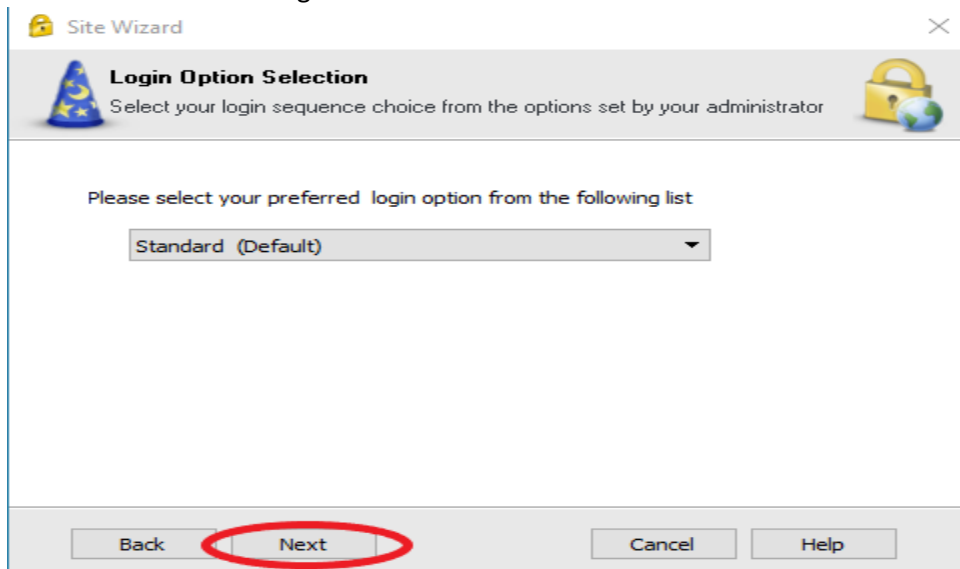 Site Wizard
Login Option Selection
Select your login sequence choice from the options set by your administrator
Please select your preferred login option from the following list
Standard (Default)
Back Next Cancel Help